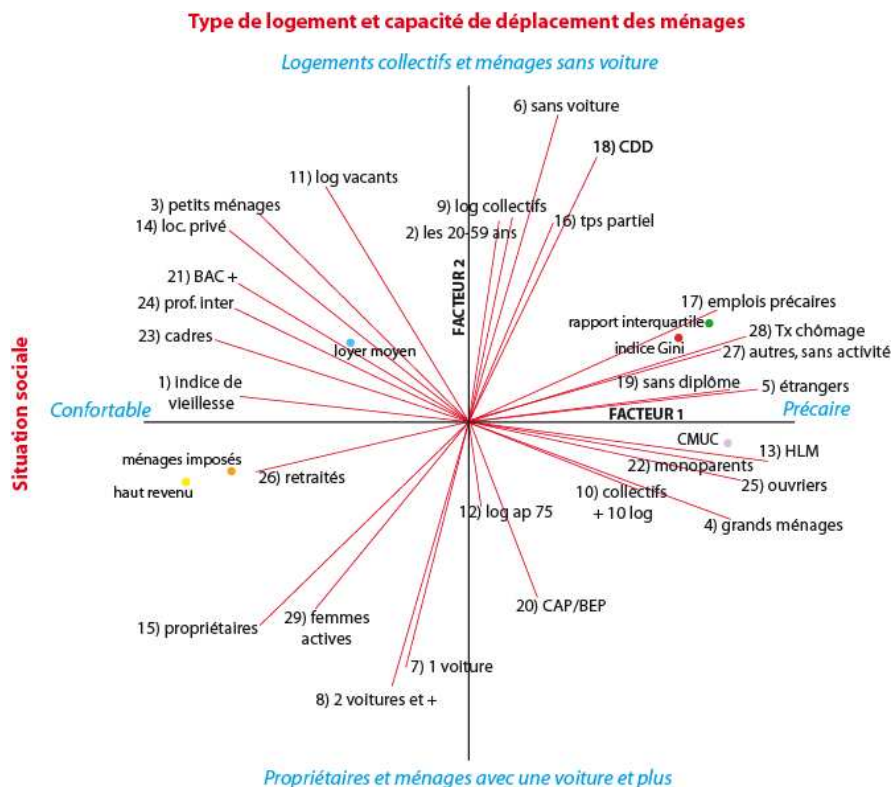 Type de logement et capacité de déplacement des ménages
Logements collectifs et ménages sans voiture
6) sans voiture
18) CDD
11) log vacants
3) petits ménages
9) log collectifs
14) loc. privé
16) tps partiel
2) les 20-59 ans
21) BAC +
FACTEUR 2
24) prof. inter
17) emplois précaires
rapport interquartile
28) Tx chômage
23) cadres
loyer moyen
indice Gini
27) autres, sans activité
1) indice de
vieillesse
19) sans diplôme
5) étrangers
Situation sociale
Confortable
FACTEUR 1
Précaire
CMUC
13) HLM
ménages imposés
22) monoparents
26) retraités
25) ouvriers
haut revenu
10) collectifs
+ 10 log
12) log ap 75
4) grands ménages
20) CAP/BEP
15) propriétaires
29) femmes
actives
7) 1 voiture
8) 2 voitures et +
Propriétaires et ménages avec une voiture et plus